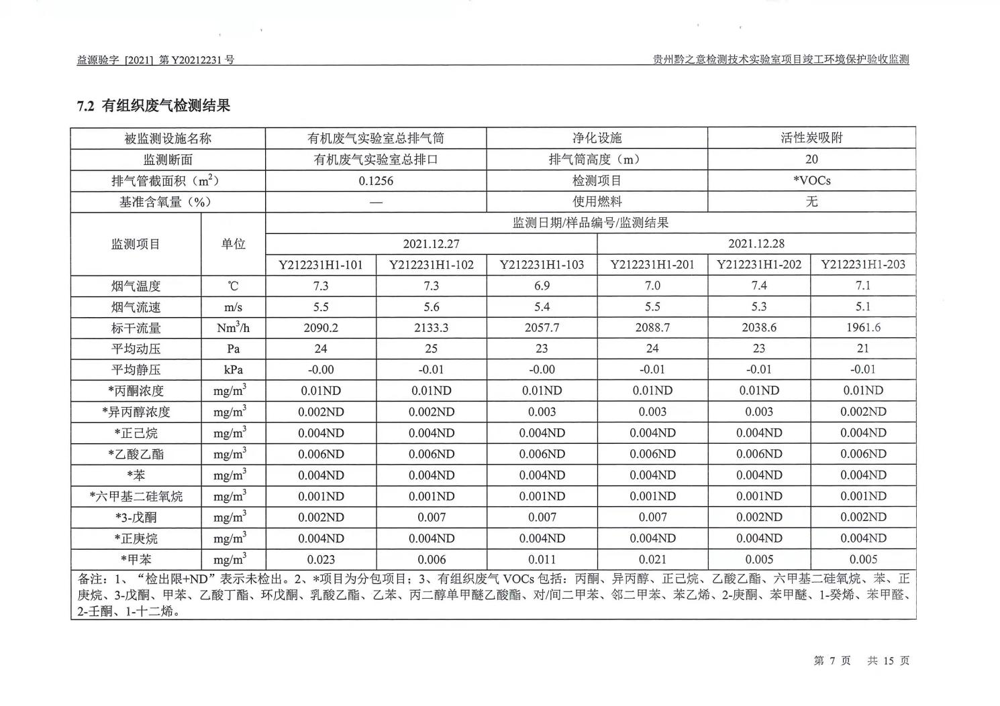 益源验字 [2021] 第 Y20212231 号 贵州黔之意检测技术实验室项目竣工环境保护验收监测
7.2 有组织废气检测结果
被监测设施名称 有机废气实验室总排气筒 净化设施 活性炭吸附
监测断面 有机废气实验室总排口 排气筒高度（m） 20
排气管截面积（m²） 0.1256 检测项目 *VOCs
基准含氧量（%） — 使用燃料 无
监测项目 单位 监测日期/样品编号/监测结果
2021.12.27 2021.12.28
Y212231H1-101 Y212231H1-102 Y212231H1-103 Y212231H1-201 Y212231H1-202 Y212231H1-203
烟气温度 ℃ 7.3 7.3 6.9 7.0 7.4 7.1
烟气流速 m/s 5.5 5.6 5.4 5.5 5.3 5.1
标干流量 Nm³/h 2090.2 2133.3 2057.7 2088.7 2038.6 1961.6
平均动压 Pa 24 25 23 24 23 21
平均静压 kPa -0.00 -0.01 -0.00 -0.01 -0.01 -0.01
*丙酮浓度 mg/m³ 0.01ND 0.01ND 0.01ND 0.01ND 0.01ND 0.01ND
*异丙醇浓度 mg/m³ 0.002ND 0.002ND 0.003 0.003 0.003 0.002ND
*正己烷 mg/m³ 0.004ND 0.004ND 0.004ND 0.004ND 0.004ND 0.004ND
*乙酸乙酯 mg/m³ 0.006ND 0.006ND 0.006ND 0.006ND 0.006ND 0.006ND
*苯 mg/m³ 0.004ND 0.004ND 0.004ND 0.004ND 0.004ND 0.004ND
*六甲基二硅氧烷 mg/m³ 0.001ND 0.001ND 0.001ND 0.001ND 0.001ND 0.001ND
*3-戊酮 mg/m³ 0.002ND 0.007 0.007 0.007 0.002ND 0.002ND
*正庚烷 mg/m³ 0.004ND 0.004ND 0.004ND 0.004ND 0.004ND 0.004ND
*甲苯 mg/m³ 0.023 0.006 0.011 0.021 0.005 0.005
备注：1、“检出限+ND”表示未检出。2、*项目为分包项目；3、有组织废气 VOCs 包括：丙酮、异丙醇、正己烷、乙酸乙酯、六甲基二硅氧烷、苯、正
庚烷、3-戊酮、甲苯、乙酸丁酯、环戊酮、乳酸乙酯、乙苯、丙二醇单甲醚乙酸酯、对/间二甲苯、邻二甲苯、苯乙烯、2-庚酮、苯甲醚、1-癸烯、苯甲醛、
2-壬酮、1-十二烯。
第 7 页 共 15 页